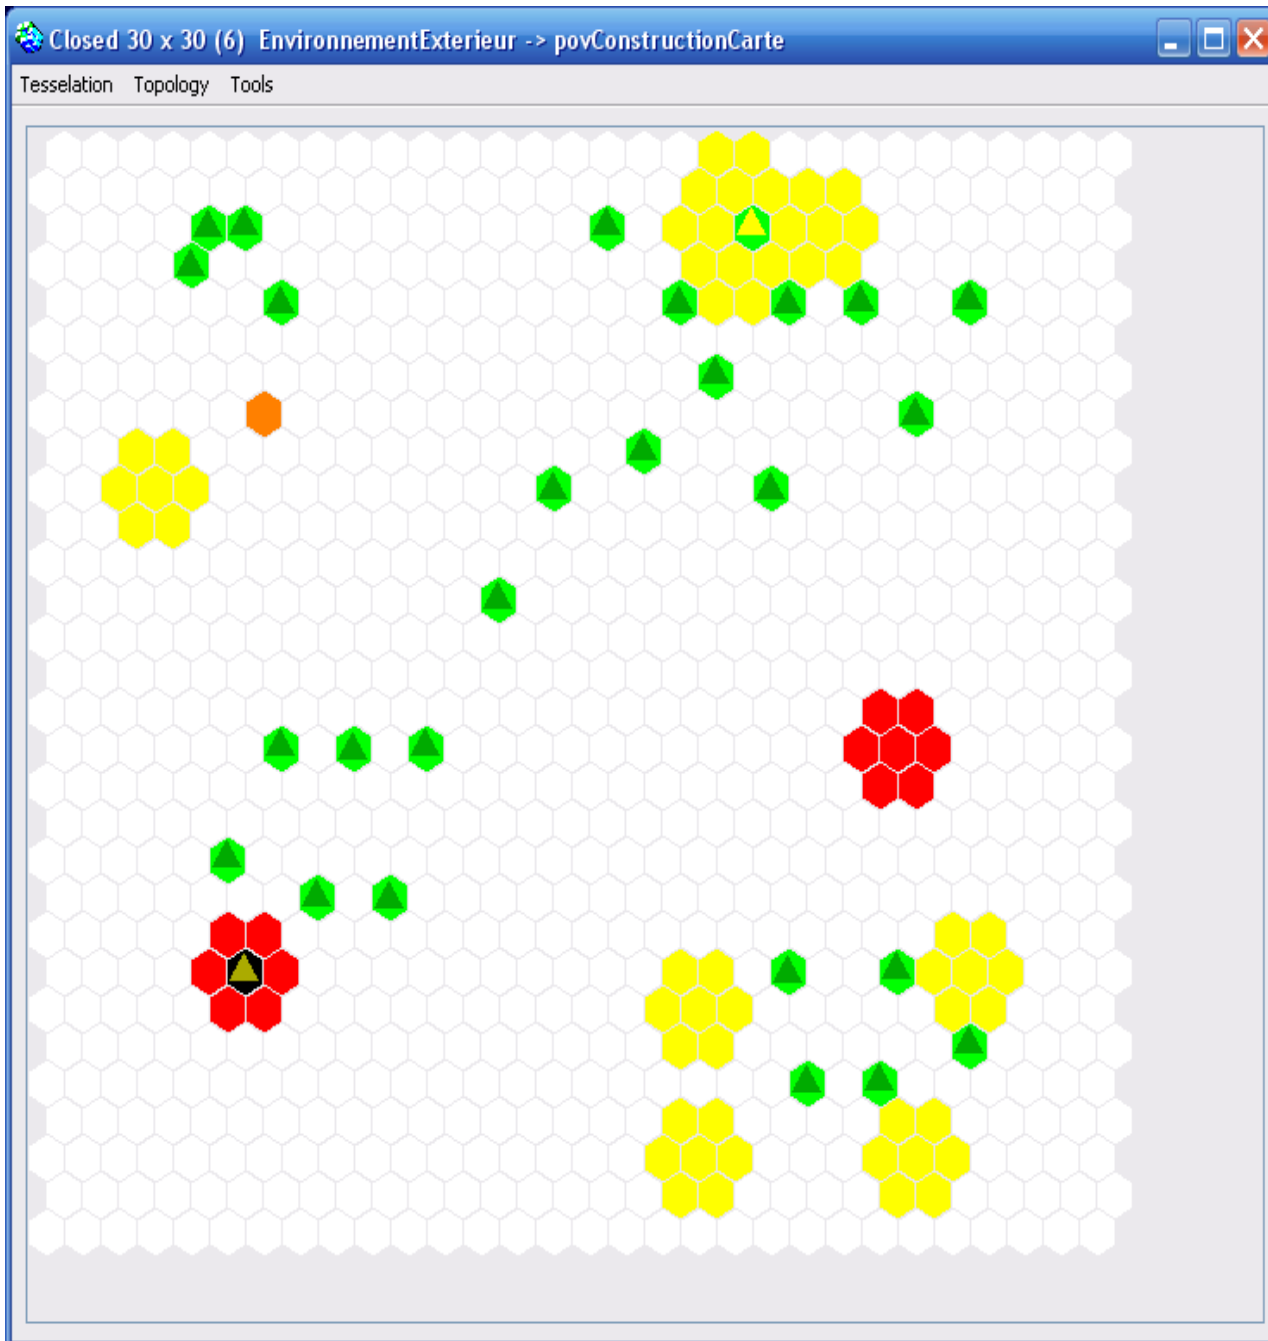 Closed 30 x 30 (6) EnvironnementExterieur -> povConstructionCarte
Tesselation Topology Tools